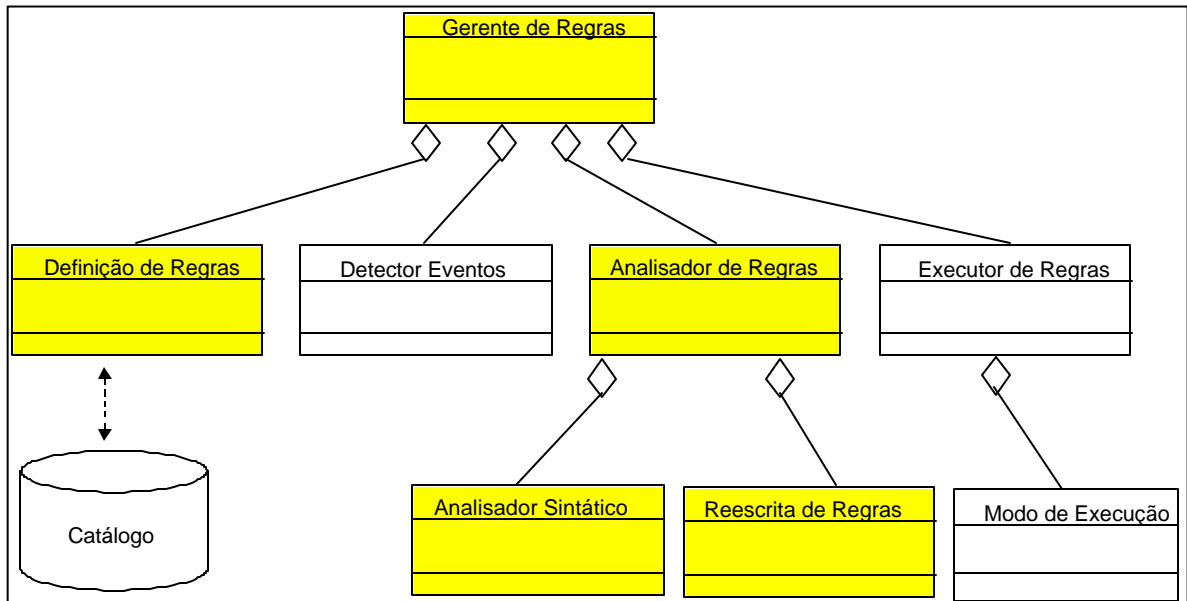 Gerente de Regras
Definição de Regras
Detector Eventos
Analisador de Regras
Executor de Regras
Analisador Sintático
Reescrita de Regras
Modo de Execução
Catálogo